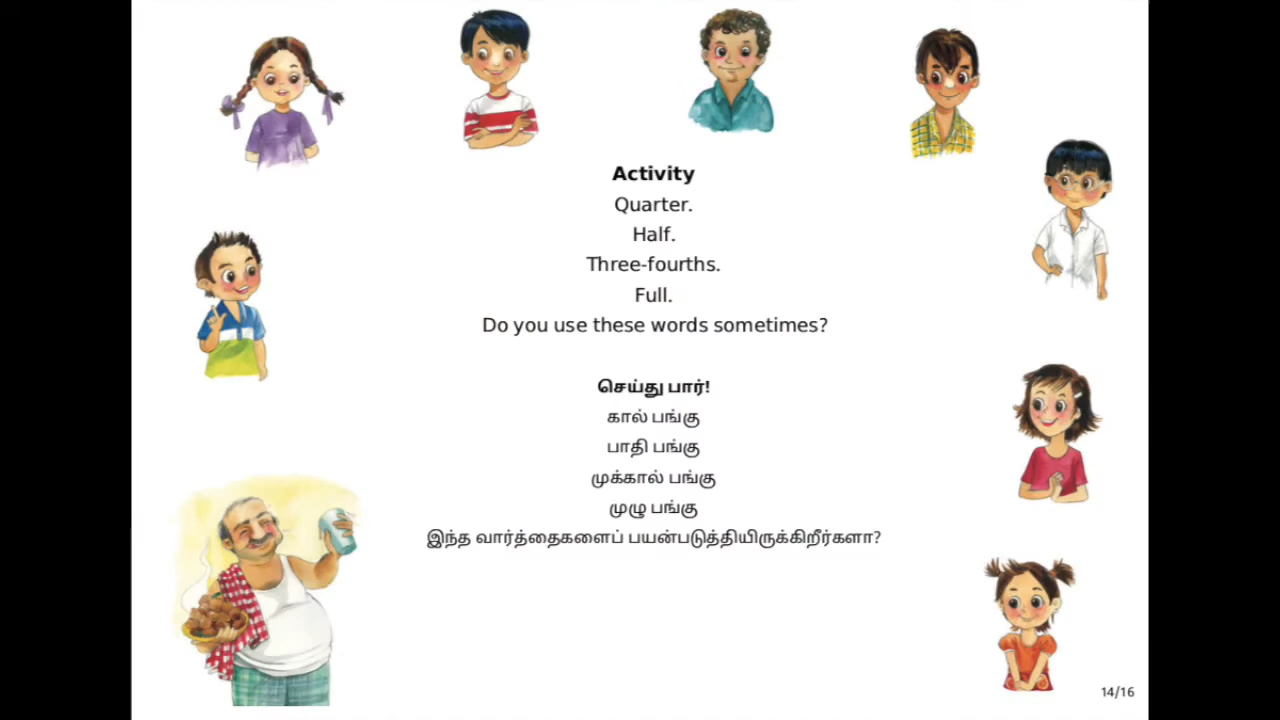 Activity
Quarter.
Half.
Three-fourths.
Full.
Do you use these words sometimes?
செய்து பார்!
கால் பங்கு
பாதி பங்கு
முக்கால் பங்கு
முழு பங்கு
இந்த வார்த்தைகளைப் பயன்படுத்தியிருக்கிறீர்களா?
14/16